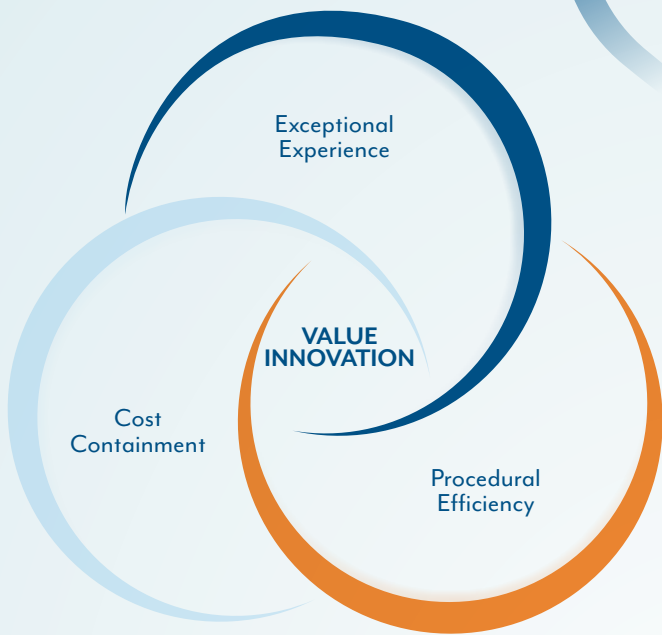 Exceptional
Experience
VALUE
INNOVATION
Cost
Containment
Procedural
Efficiency